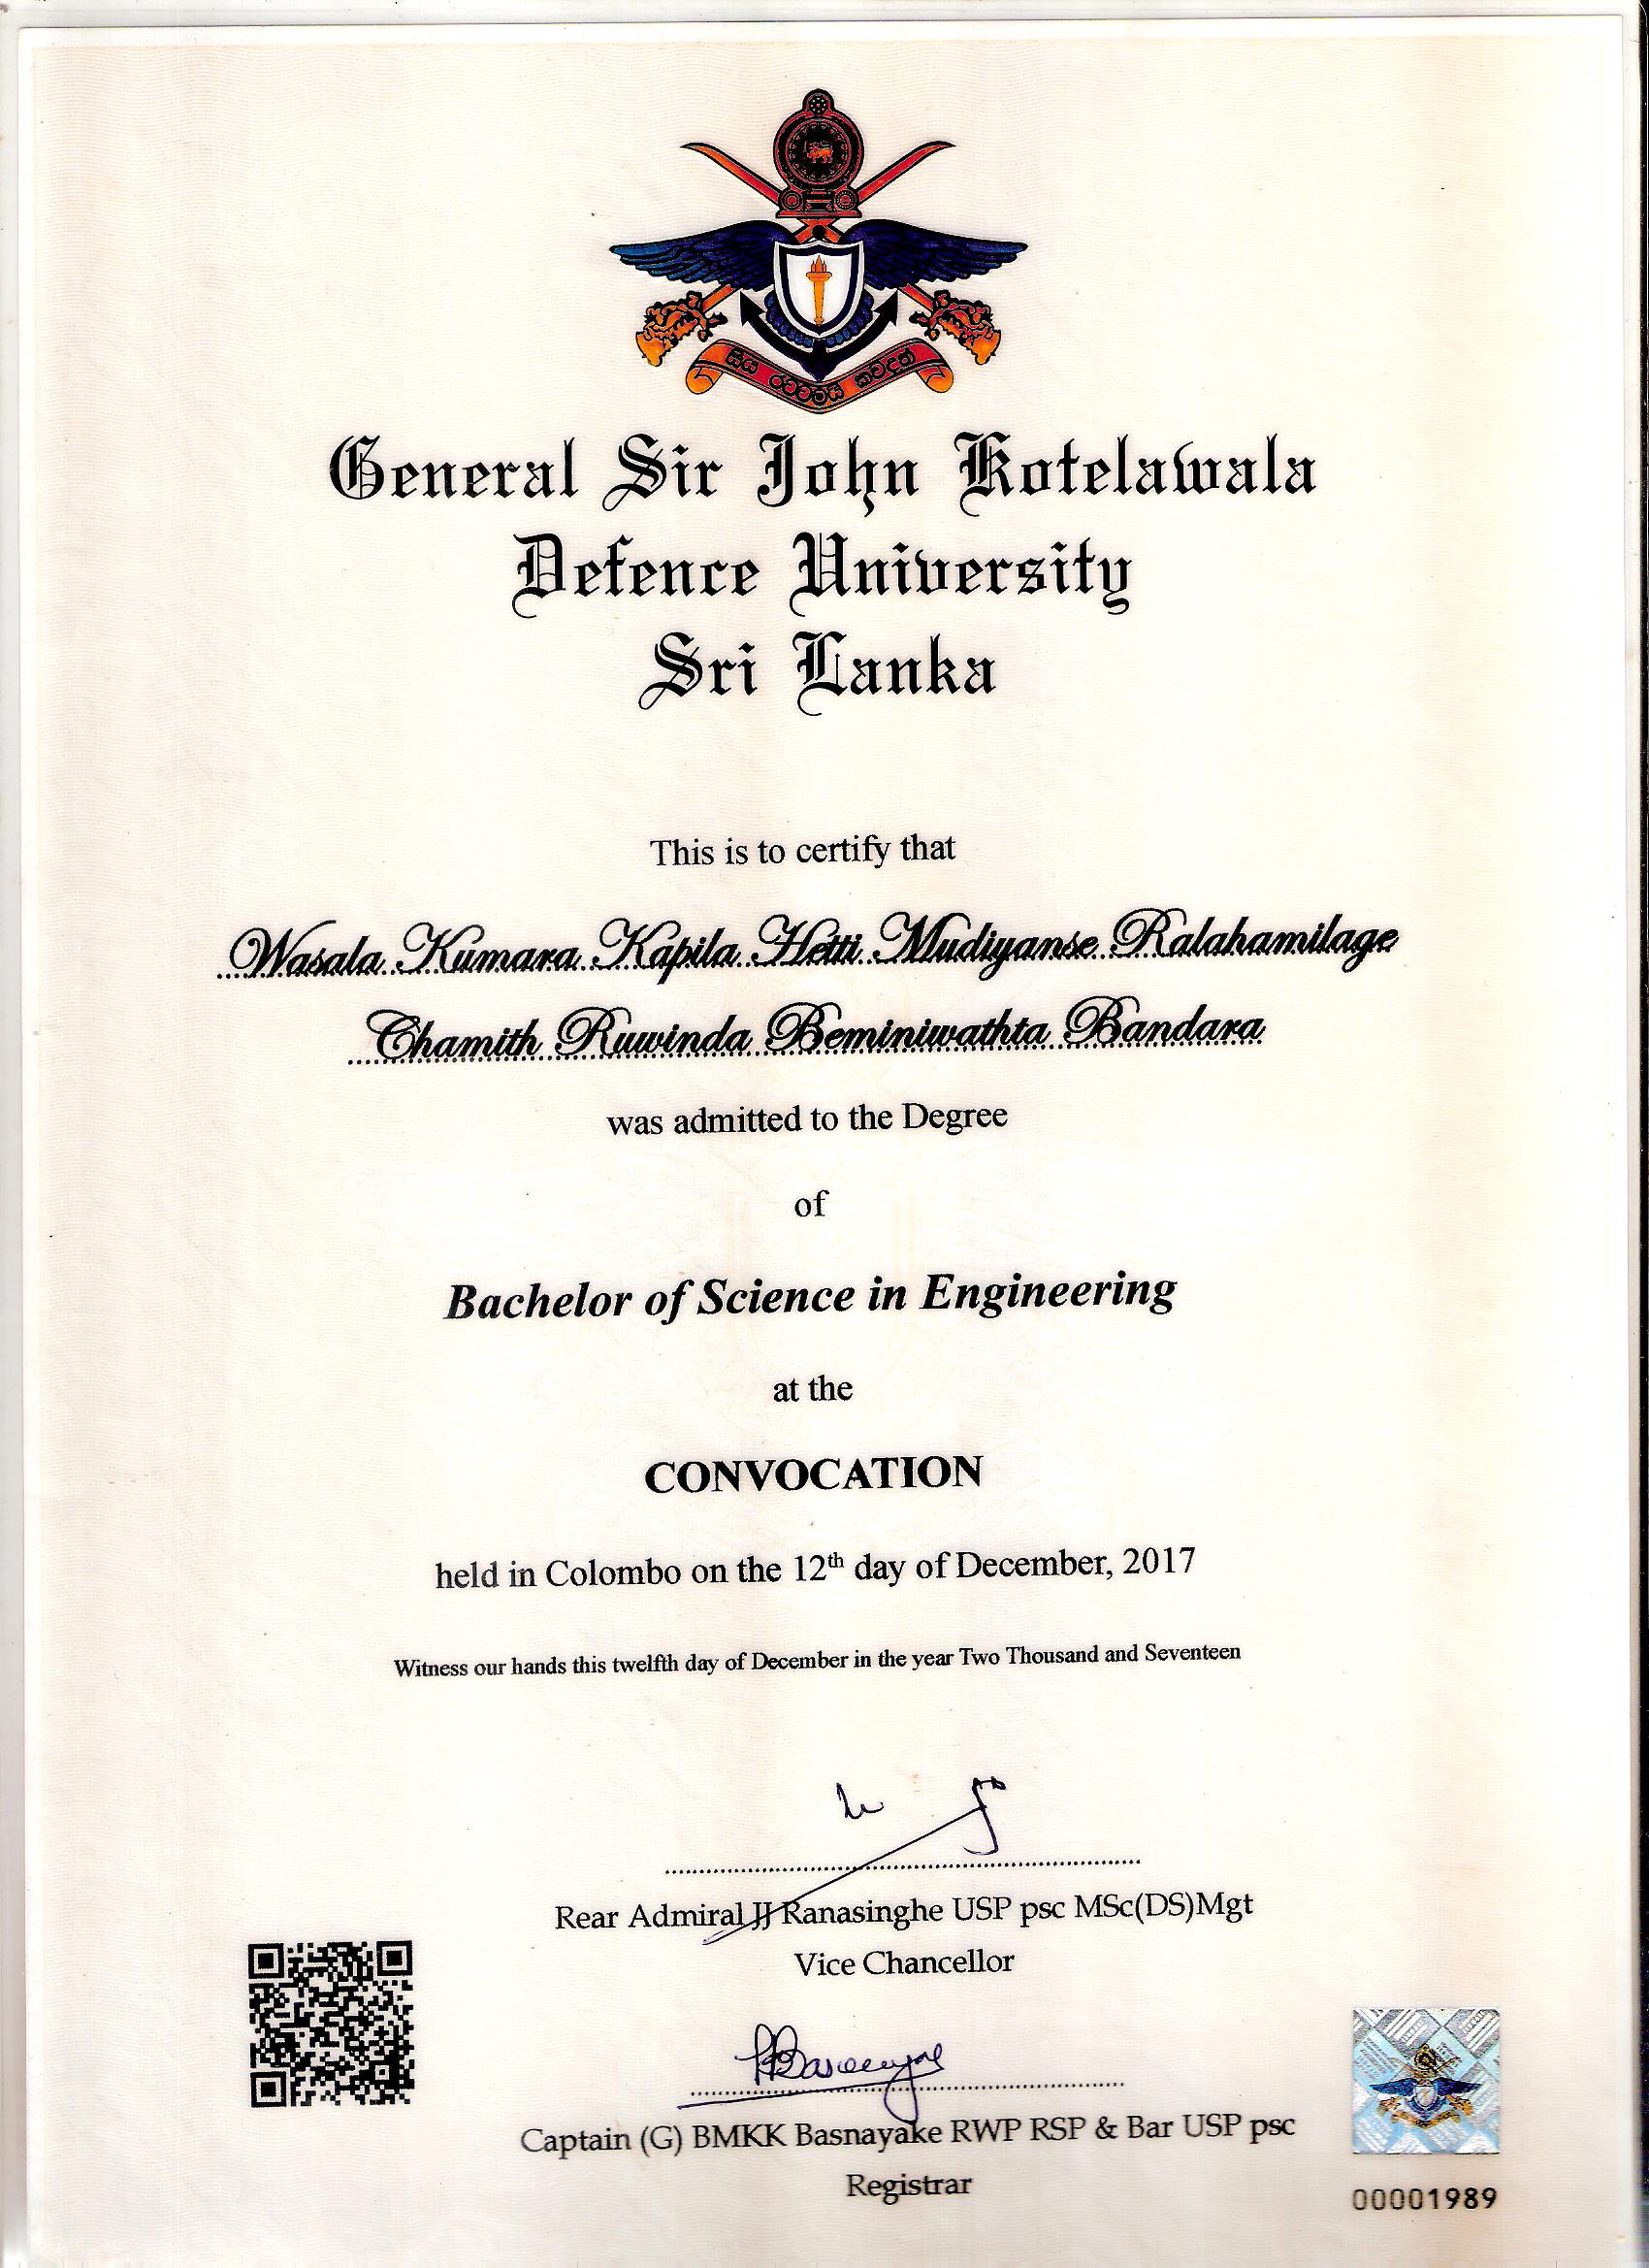 සිය රටටමයි කවදත්
General Sir John Kotelawala
Defence University
Sri Lanka
This is to certify that
Wasala Kumara Kapila Hetti Mudiyanse Ralahamilage
Chamith Ruwinda Beminiwathta Bandara
was admitted to the Degree
of
Bachelor of Science in Engineering
at the
CONVOCATION
held in Colombo on the 12th day of December, 2017
Witness our hands this twelfth day of December in the year Two Thousand and Seventeen
Rear Admiral JJ Ranasinghe USP psc MSc(DS)Mgt
Vice Chancellor
Captain (G) BMKK Basnayake RWP RSP & Bar USP psc
Registrar
00001989